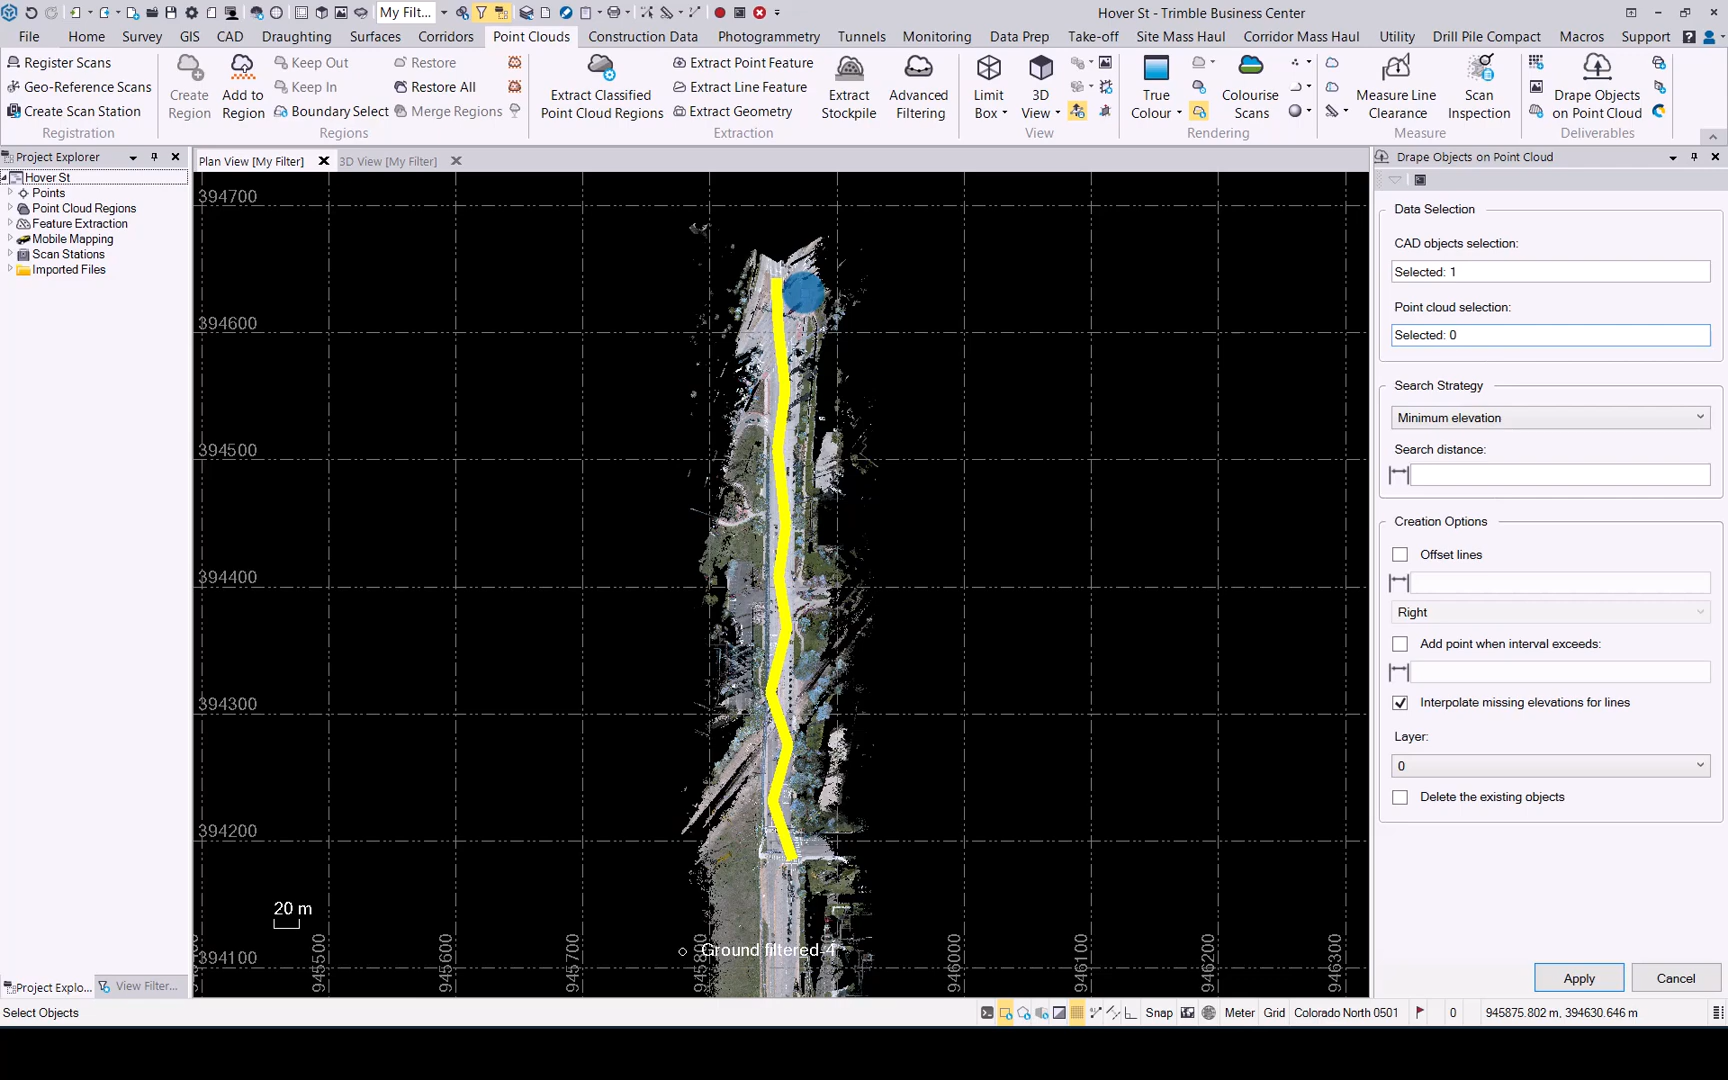 My Filt...
Hover St - Trimble Business Center
File
Home
Survey
GIS
CAD
Draughting
Surfaces
Corridors
Point Clouds
Construction Data
Photogrammetry
Tunnels
Monitoring
Data Prep
Take-off
Site Mass Haul
Corridor Mass Haul
Utility
Drill Pile Compact
Macros
Support
Register Scans
Geo-Reference Scans
Create Scan Station
Registration
Create Region
Add to Region
Keep Out
Keep In
Boundary Select
Restore
Restore All
Merge Regions
Regions
Extract Classified Point Cloud Regions
Extract Point Feature
Extract Line Feature
Extract Geometry
Extract Stockpile
Advanced Filtering
Extraction
Limit Box
3D View
View
True Colour
Colourise Scans
Rendering
Measure Line Clearance
Scan Inspection
Measure
Drape Objects on Point Cloud
Deliverables
Project Explorer
Hover St
Points
Point Cloud Regions
Feature Extraction
Mobile Mapping
Scan Stations
Imported Files
Project Explo...
View Filter...
Plan View [My Filter]
3D View [My Filter]
394700
394600
394500
394400
394300
394200
394100
20 m
Ground filtered-4
945500
945600
945700
946000
946100
946200
946300
Drape Objects on Point Cloud
Data Selection
CAD objects selection:
Selected: 1
Point cloud selection:
Selected: 0
Search Strategy
Minimum elevation
Search distance:
Creation Options
Offset lines
Right
Add point when interval exceeds:
Interpolate missing elevations for lines
Layer:
0
Delete the existing objects
Apply
Cancel
Select Objects
Snap
Meter
Grid
Colorado North 0501
0
945875.802 m, 394630.646 m